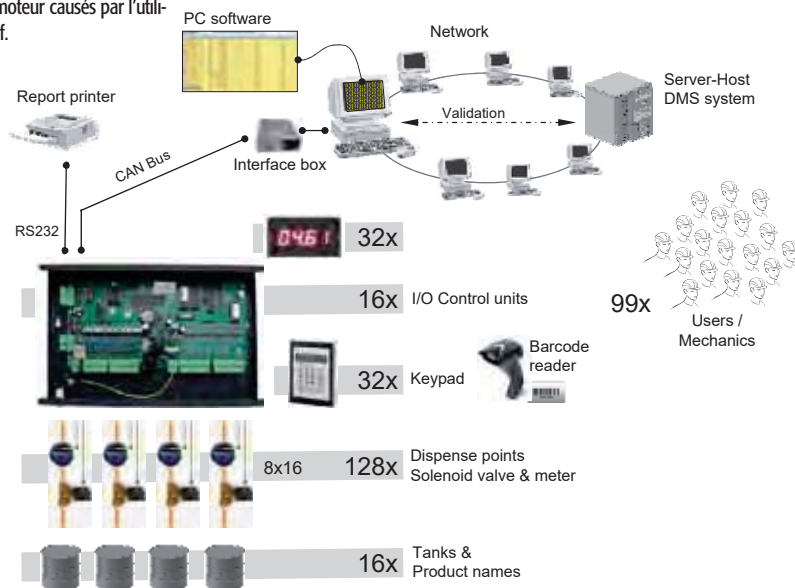 moteur causés par l'utili-
f.
PC software
Network
Report printer
Server-Host
DMS system
Validation
CAN Bus
Interface box
RS232
04.61
32x
16x
I/O Control units
99x
Users /
Mechanics
32x
Keypad
Barcode
reader
8x16
128x
Dispense points
Solenoid valve & meter
16x
Tanks &
Product names